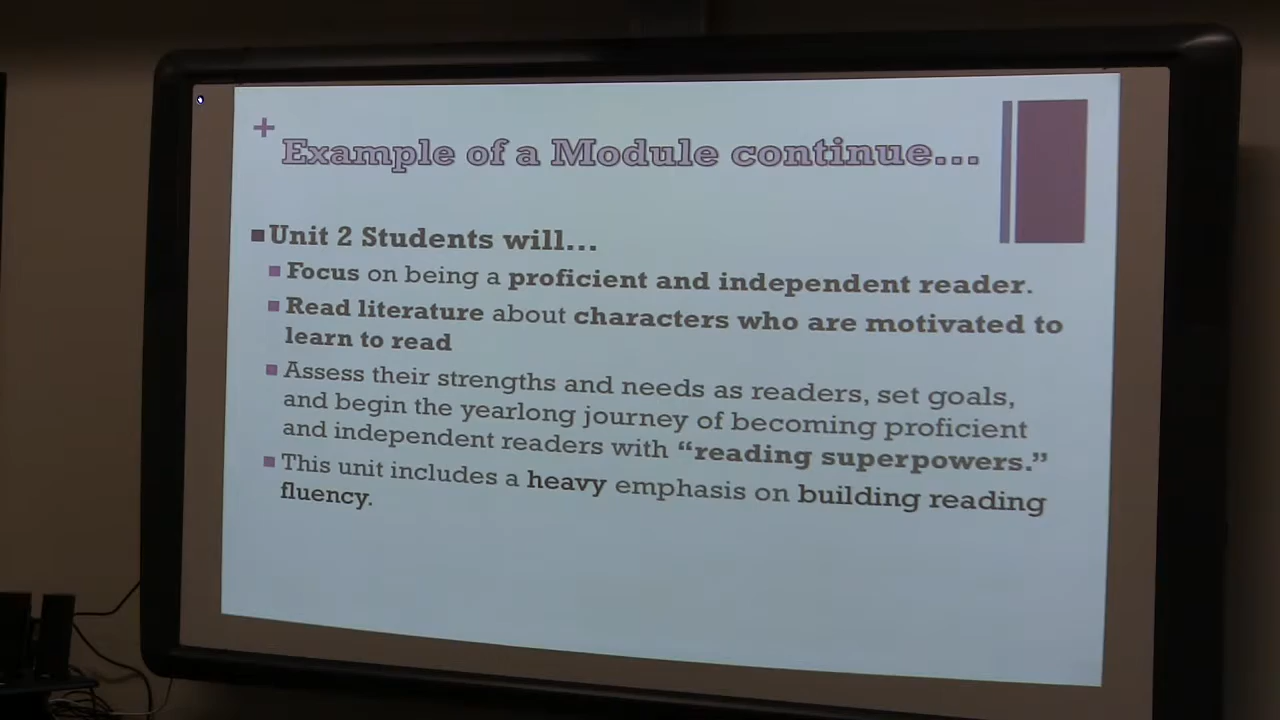 +
Example of a Module continue...
Unit 2 Students will...
Focus on being a proficient and independent reader.
Read literature about characters who are motivated to
learn to read
Assess their strengths and needs as readers, set goals,
and begin the yearlong journey of becoming proficient
and independent readers with “reading superpowers.”
This unit includes a heavy emphasis on building reading
fluency.